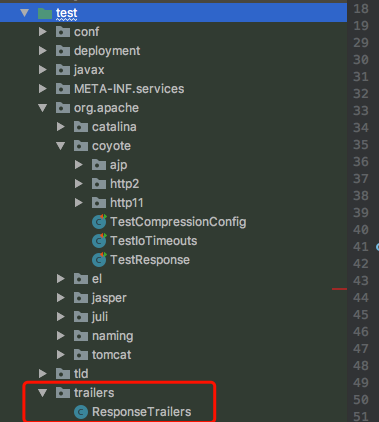 test
conf
deployment
javax
META-INF.services
org.apache
catalina
coyote
ajp
http2
http11
TestCompressionConfig
TestIoTimeouts
TestResponse
el
jasper
juli
naming
tomcat
tld
trailers
ResponseTrailers
18
19
30
31
32
33
34
35
36
37
38
39
40
41
42
43
44
45
46
47
48
49
50
51